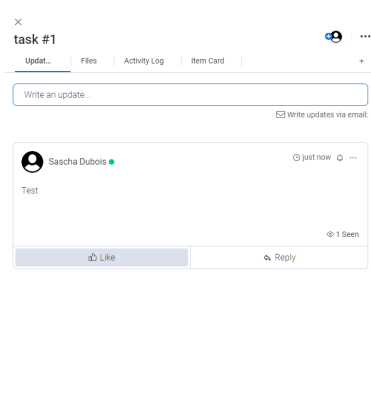 task #1
Updat...
Files
Activity Log
Item Card
+
Write an update...
Write updates via email:
Sascha Dubois
just now
Test
1 Seen
Like
Reply